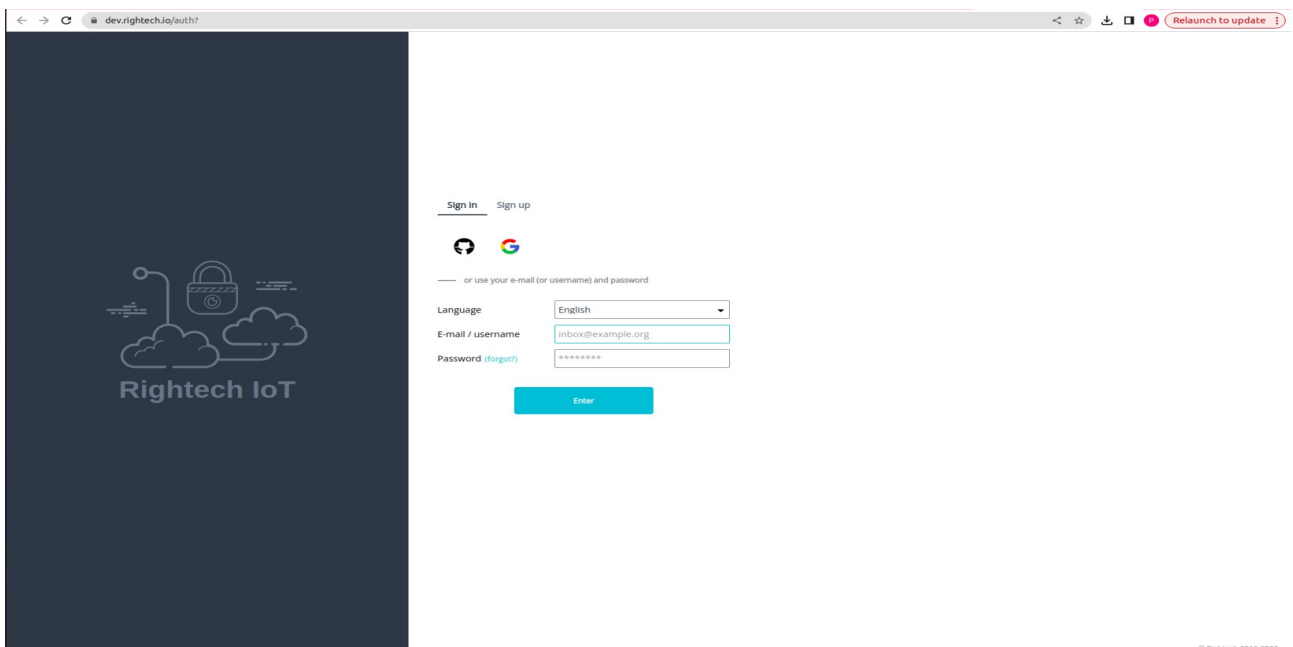 dev.rightech.io/auth?
P
Relaunch to update
Sign in Sign up
or use your e-mail (or username) and password
Language English
E-mail / username inbox@example.org
Password (forgot?) ********
Enter
Rightech IoT